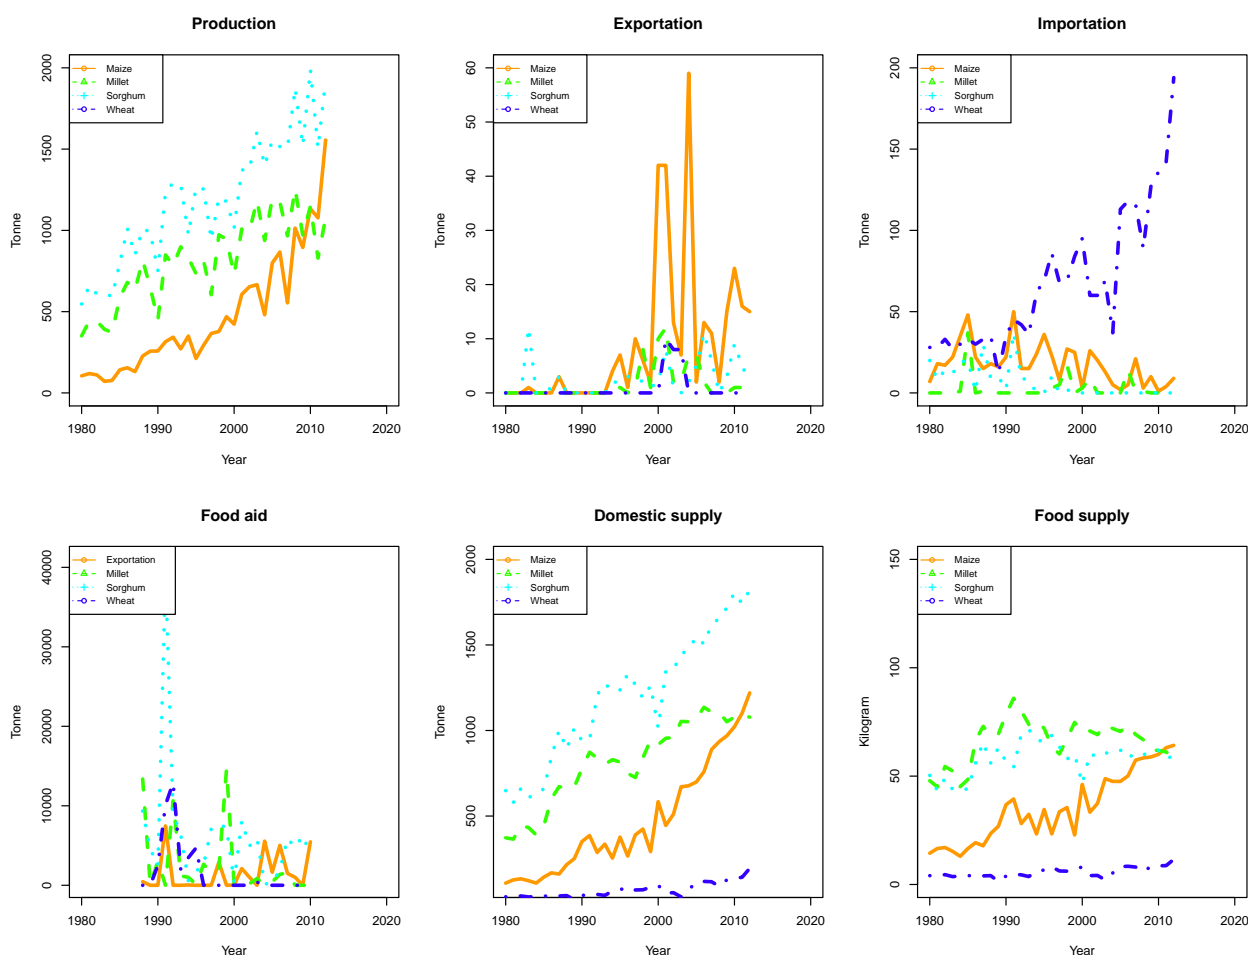 Production
Tonne
2000
1500
1000
500
0
Maize
Millet
Sorghum
Wheat
1980 1990 2000 2010 2020
Year
Exportation
Tonne
60
50
40
30
20
10
0
Maize
Millet
Sorghum
Wheat
1980 1990 2000 2010 2020
Year
Importation
Tonne
200
150
100
50
0
Maize
Millet
Sorghum
Wheat
1980 1990 2000 2010 2020
Year
Food aid
Tonne
40000
30000
20000
10000
0
Exportation
Millet
Sorghum
Wheat
1980 1990 2000 2010 2020
Year
Domestic supply
Tonne
2000
1500
1000
500
Maize
Millet
Sorghum
Wheat
1980 1990 2000 2010 2020
Year
Food supply
Kilogram
150
100
50
0
Maize
Millet
Sorghum
Wheat
1980 1990 2000 2010 2020
Year